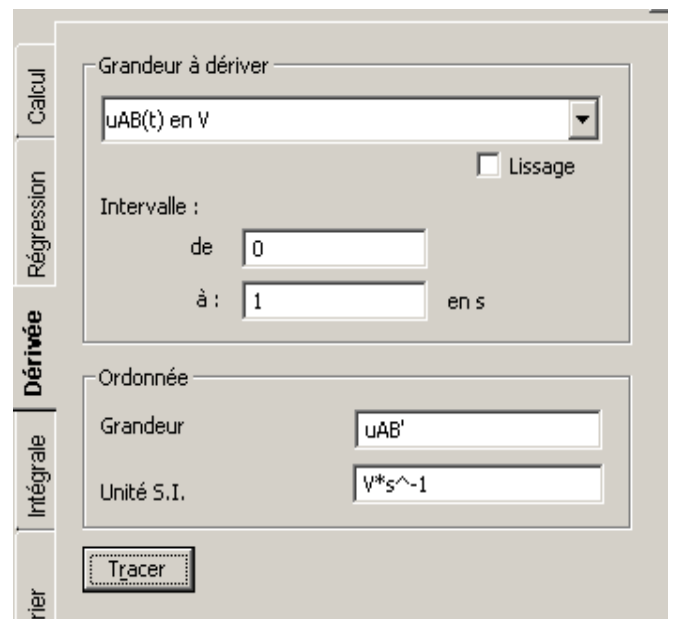 Calcul
Régression
Dérivée
Intégrale
Grandeur à dériver
uAB(t) en V
Lissage
Intervalle :
de 0
à : 1 en s
Ordonnée
Grandeur uAB'
Unité S.I. V*s^-1
Tracer